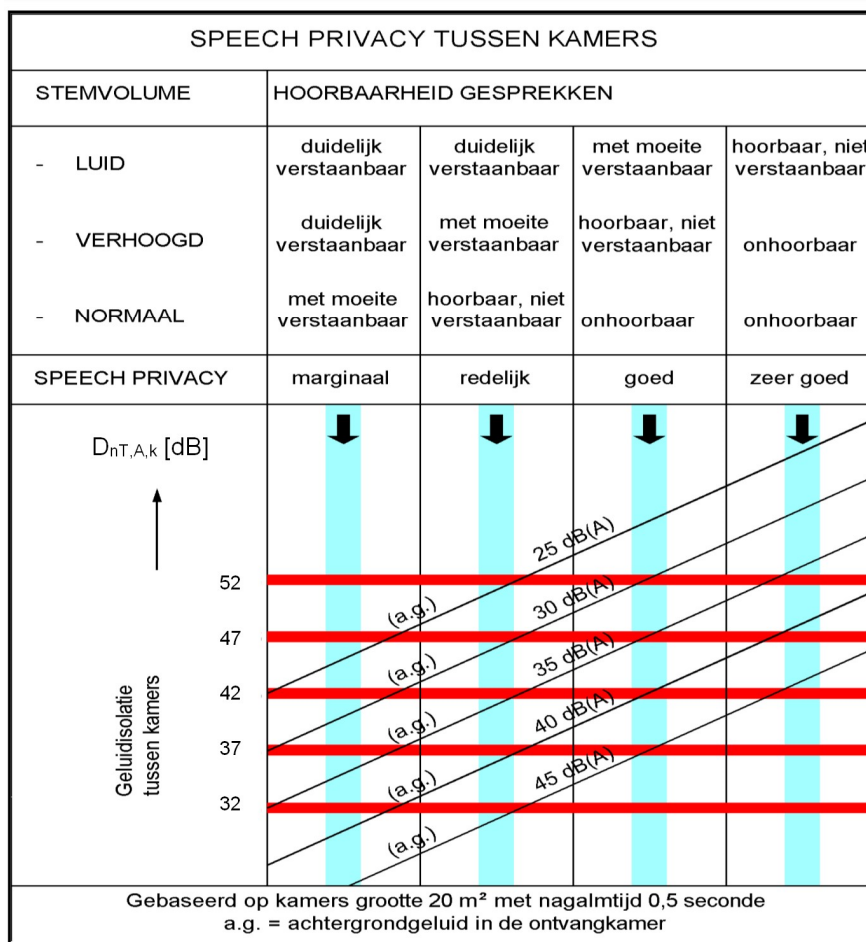 SPEECH PRIVACY TUSSEN KAMERS
STEMVOLUME
HOORBAARHEID GESPREKKEN
- LUID
duidelijk
verstaanbaar
duidelijk
verstaanbaar
met moeite
verstaanbaar
hoorbaar, niet
verstaanbaar
- VERHOOGD
duidelijk
verstaanbaar
met moeite
verstaanbaar
hoorbaar, niet
verstaanbaar
onhoorbaar
- NORMAAL
met moeite
verstaanbaar
hoorbaar, niet
verstaanbaar
onhoorbaar
onhoorbaar
SPEECH PRIVACY
marginaal
redelijk
goed
zeer goed
DnT,A,k [dB]
52
47
42
37
32
Geluidisolatie
tussen kamers
(a.g.)
25 dB(A)
(a.g.)
30 dB(A)
(a.g.)
35 dB(A)
(a.g.)
40 dB(A)
(a.g.)
45 dB(A)
Gebaseerd op kamers grootte 20 m² met nagalmtijd 0,5 seconde
a.g. = achtergrondgeluid in de ontvangkamer